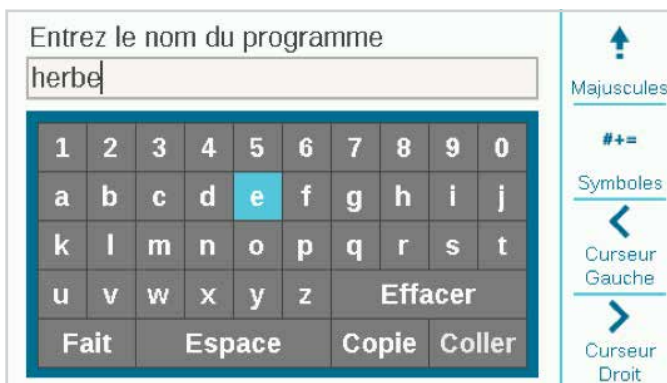 Entrez le nom du programme
herbe
1 2 3 4 5 6 7 8 9 0
a b c d e f g h i j
k l m n o p q r s t
u v w x y z Effacer
Fait Espace Copie Coller
Majuscules
#+=
Symboles
Curseur
Gauche
Curseur
Droit